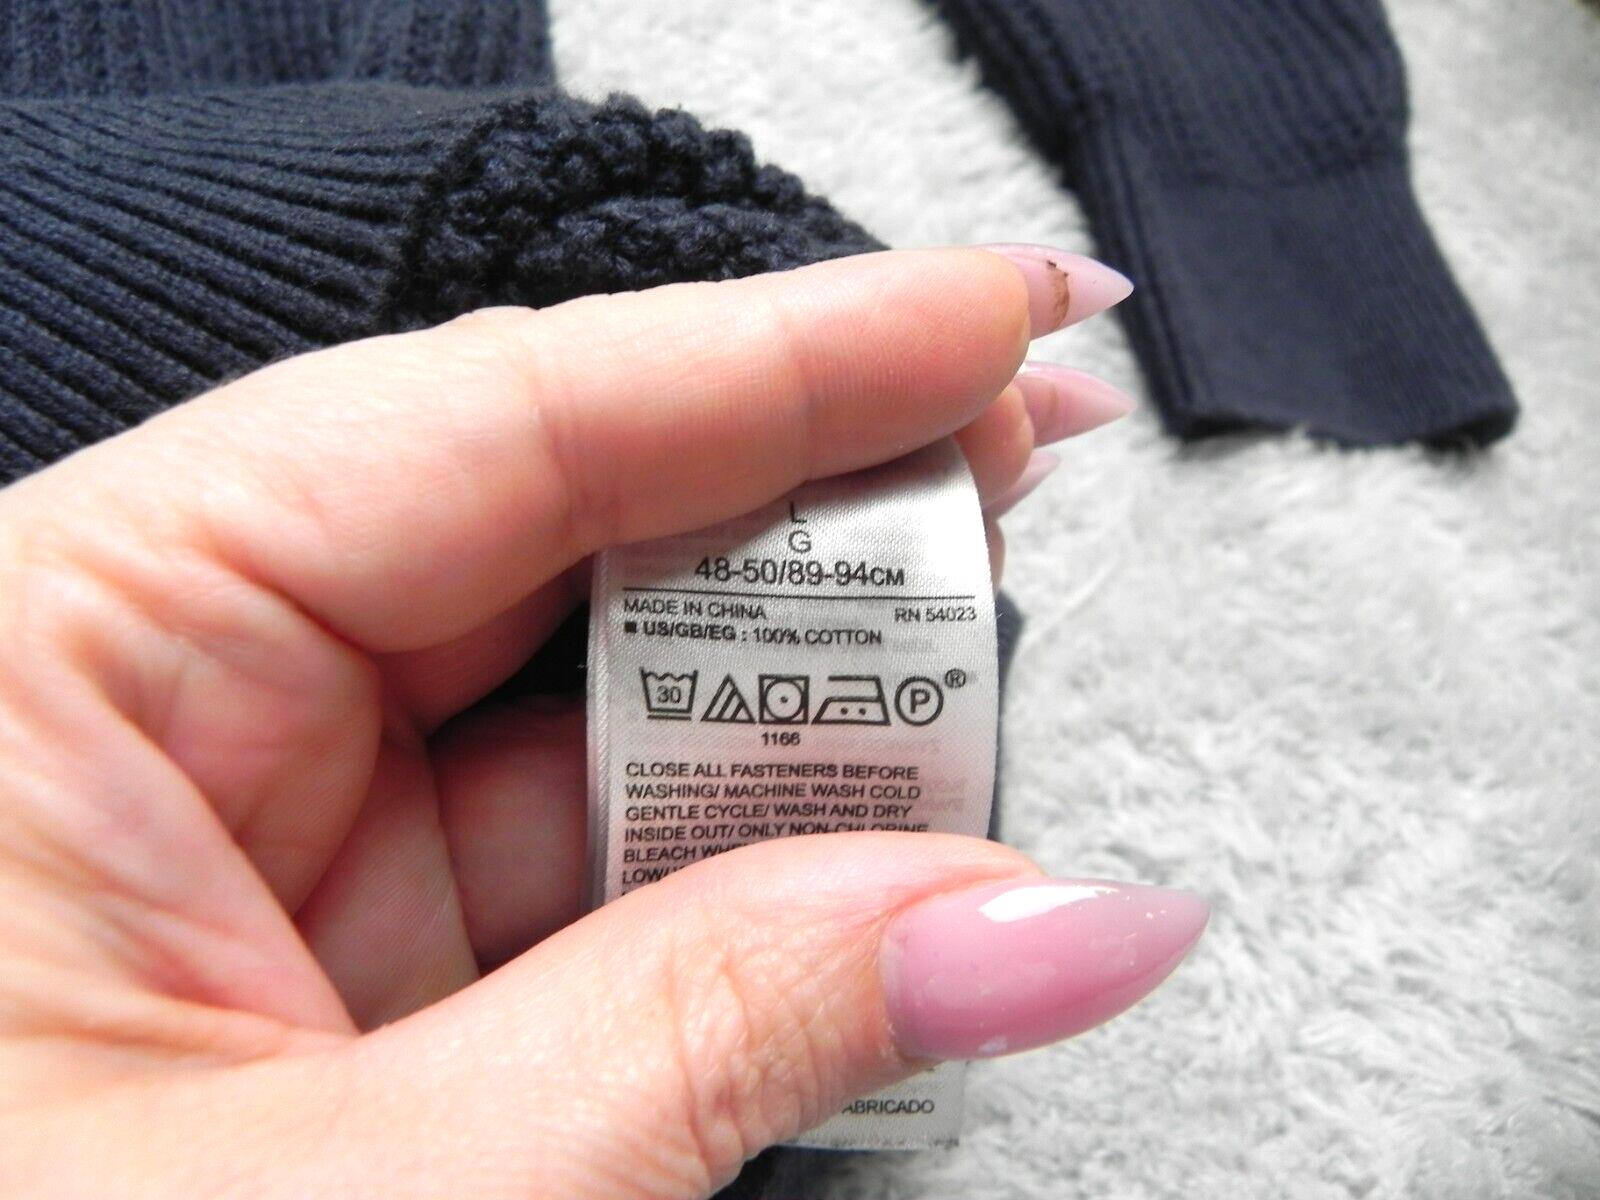 L
G
48-50/89-94CM
MADE IN CHINA RN 54023
■ US/GB/EG : 100% COTTON
30 P ®
1166
CLOSE ALL FASTENERS BEFORE
WASHING/ MACHINE WASH COLD
GENTLE CYCLE/ WASH AND DRY
INSIDE OUT/ ONLY NON-CHLORINE
BLEACH
ABRICADO